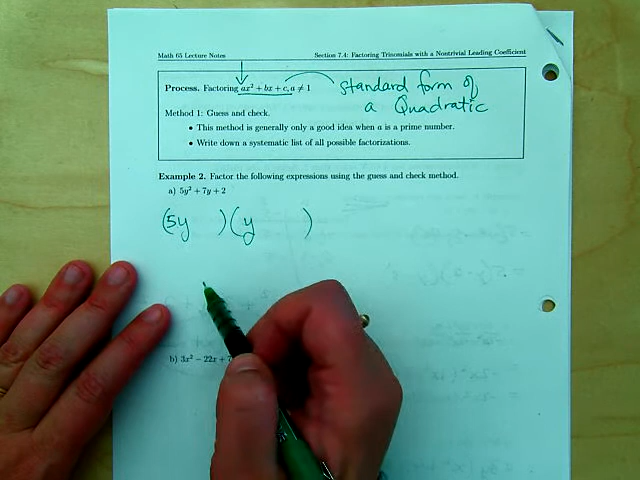 Math 65 Lecture Notes
Section 7.4: Factoring Trinomials with a Nontrivial Leading Coefficient
Process. Factoring ax² + bx + c, a ≠ 1
standard form of
a Quadratic
Method 1: Guess and check.
• This method is generally only a good idea when a is a prime number.
• Write down a systematic list of all possible factorizations.
Example 2. Factor the following expressions using the guess and check method.
a) 5y² + 7y + 2
(5y )(y )
b) 3x² − 22x + 7